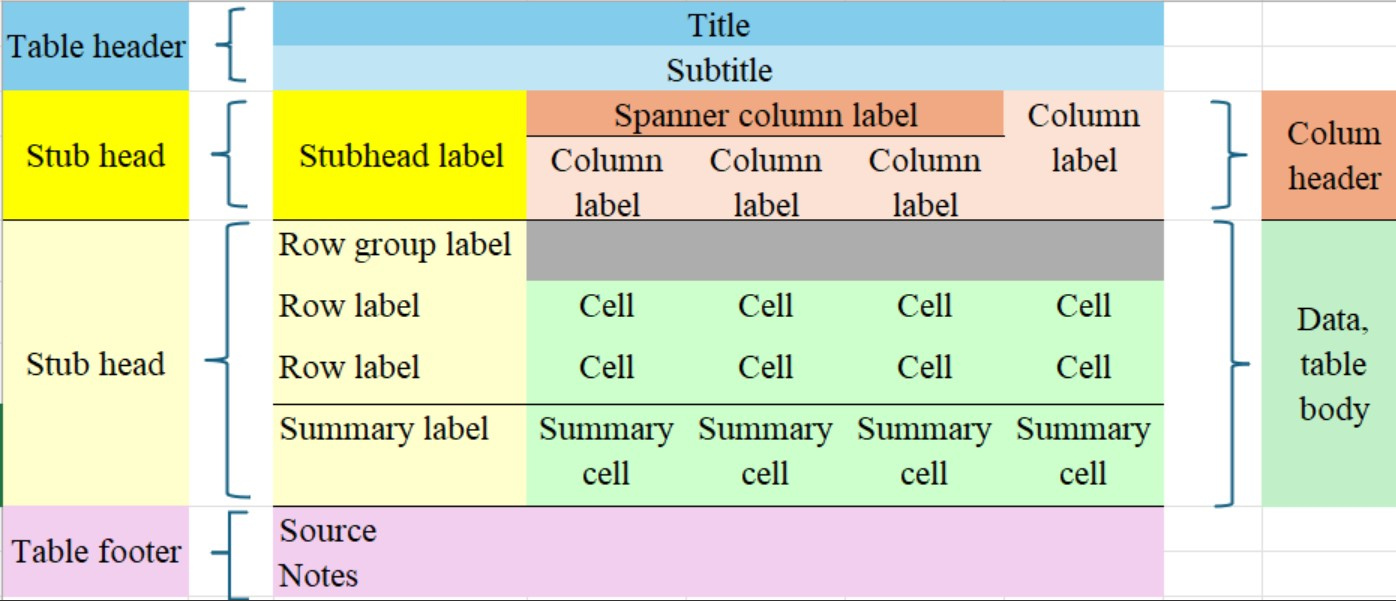 Table header
Title
Subtitle
Stub head
Stubhead label
Spanner column label
Column
label
Column
label
Column
label
Column
label
Colum
header
Stub head
Row group label
Row label
Cell Cell Cell Cell
Row label
Cell Cell Cell Cell
Summary label
Summary
cell
Summary
cell
Summary
cell
Summary
cell
Data,
table
body
Table footer
Source
Notes